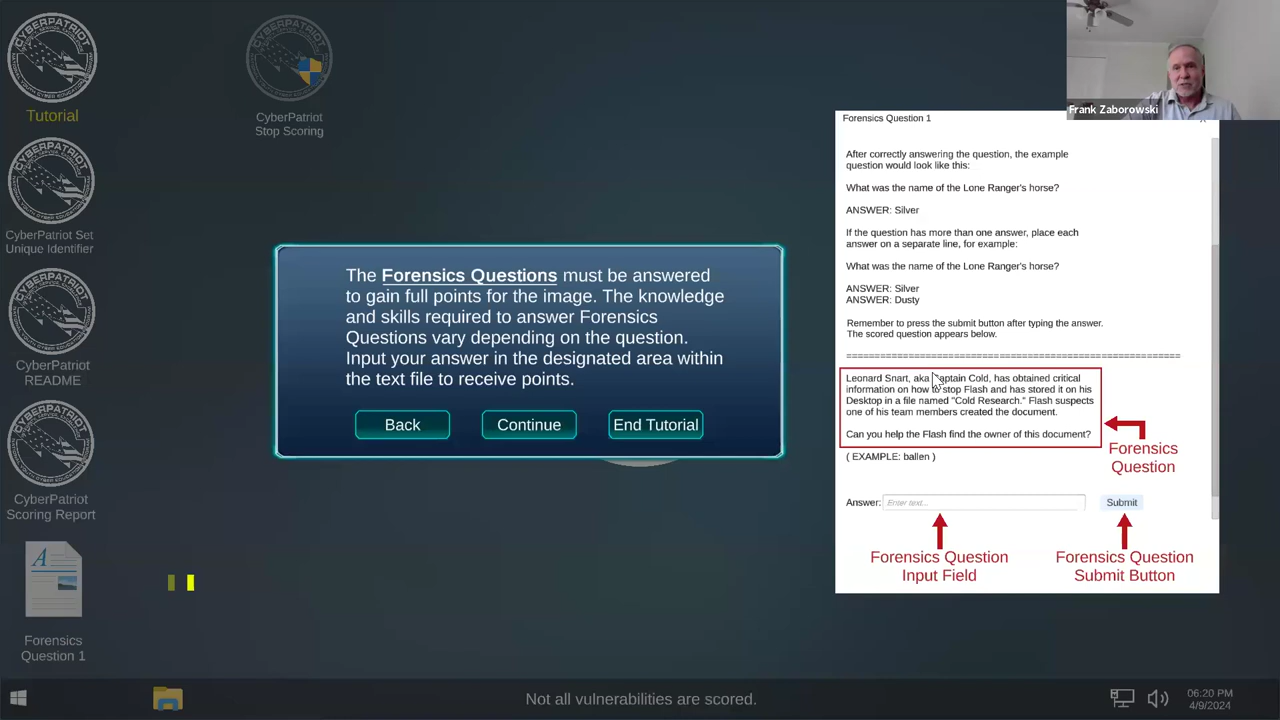 CYBERPATRIOT
Tutorial
CYBERPATRIOT
CyberPatriot
Stop Scoring
CYBERPATRIOT
CyberPatriot Set
Unique Identifier
CYBERPATRIOT
CyberPatriot
README
CYBERPATRIOT
CyberPatriot
Scoring Report
A
Forensics
Question 1
The Forensics Questions must be answered
to gain full points for the image. The knowledge
and skills required to answer Forensics
Questions vary depending on the question.
Input your answer in the designated area within
the text file to receive points.
Back
Continue
End Tutorial
Frank Zaborowski
Forensics Question 1
After correctly answering the question, the example
question would look like this:
What was the name of the Lone Ranger's horse?
ANSWER: Silver
If the question has more than one answer, place each
answer on a separate line, for example:
What was the name of the Lone Ranger's horse?
ANSWER: Silver
ANSWER: Dusty
Remember to press the submit button after typing the answer.
The scored question appears below.
===========================================================
Leonard Snart, aka Captain Cold, has obtained critical
information on how to stop Flash and has stored it on his
Desktop in a file named "Cold Research." Flash suspects
one of his team members created the document.
Can you help the Flash find the owner of this document?
( EXAMPLE: ballen )
Forensics
Question
Answer: Enter text...
Submit
Forensics Question
Input Field
Forensics Question
Submit Button
Not all vulnerabilities are scored.
06:20 PM
4/9/2024